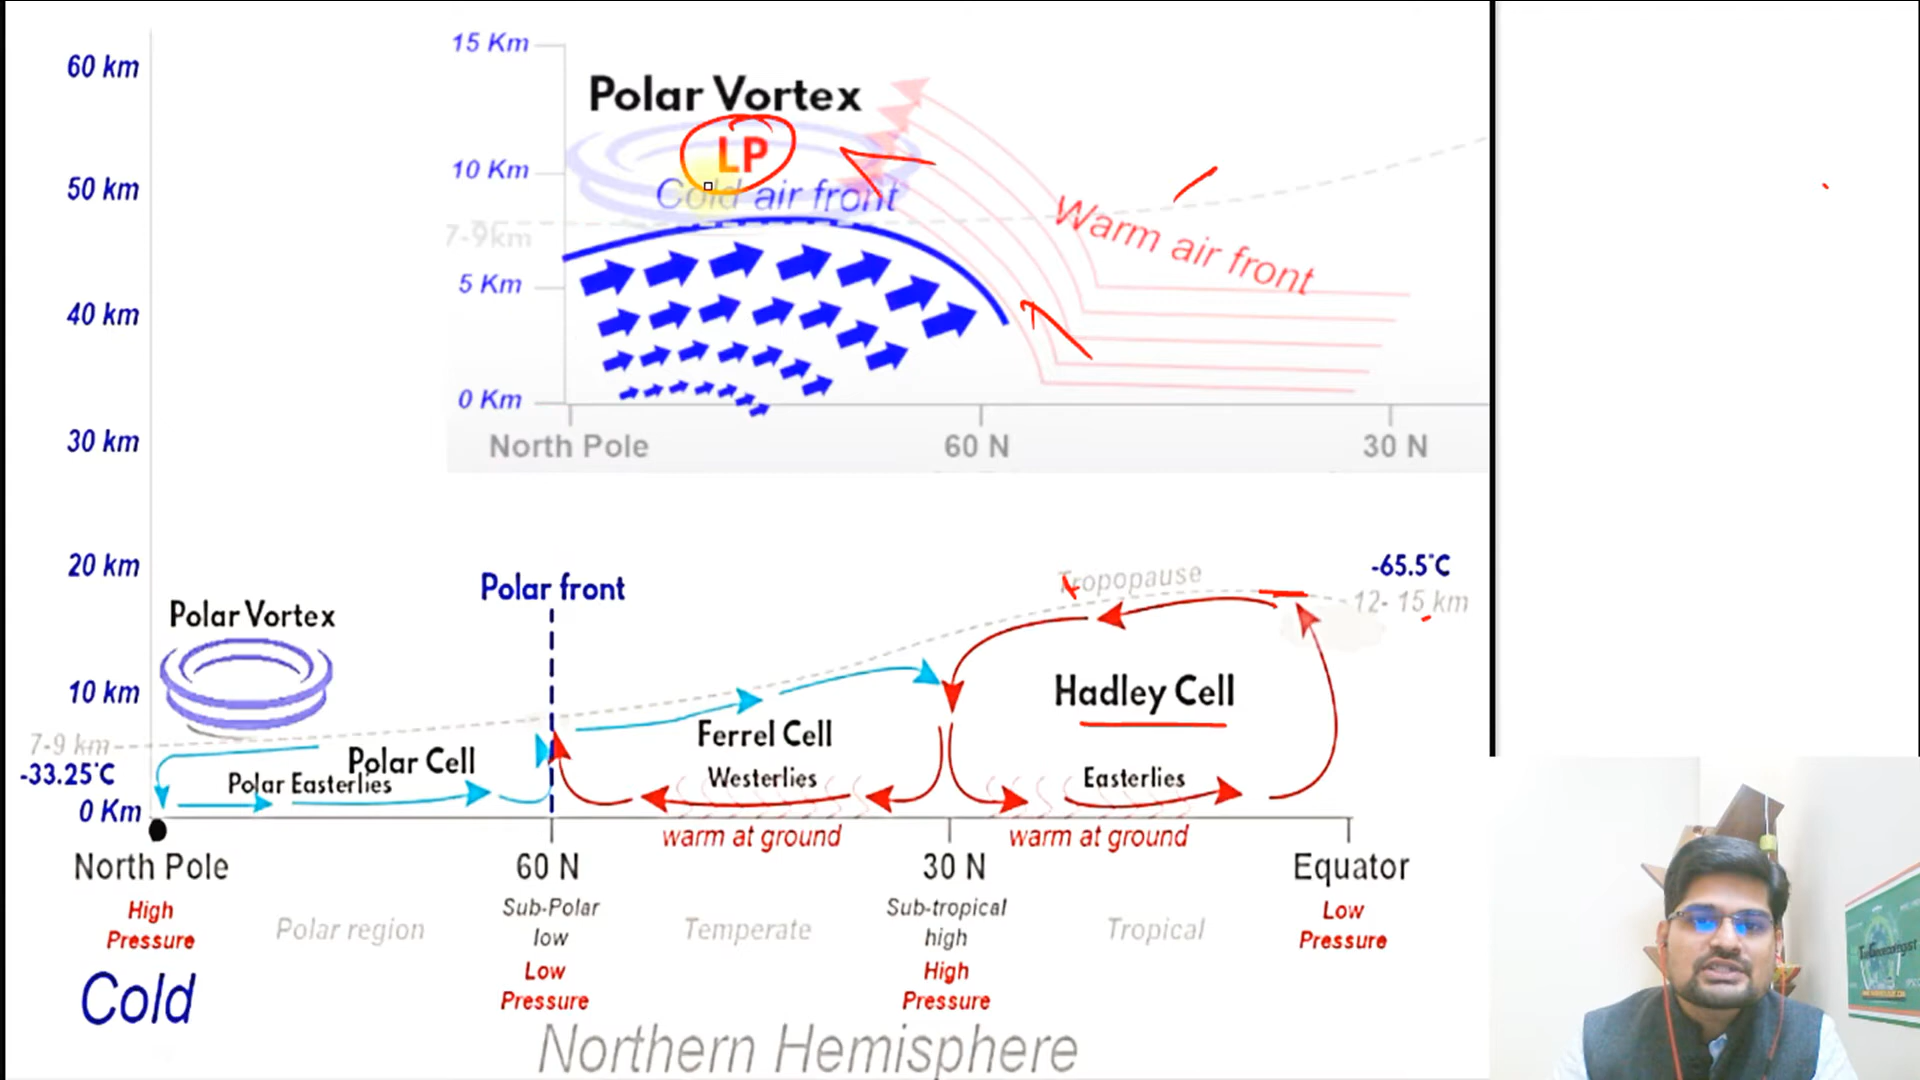 60 km
50 km
40 km
30 km
20 km
10 km
7-9 km
-33.25°C
0 Km
15 Km
10 Km
7-9km
5 Km
0 Km
Polar Vortex
LP
Cold air front
Warm air front
North Pole
60 N
30 N
Polar front
Polar Vortex
Polar Cell
Polar Easterlies
Ferrel Cell
Westerlies
warm at ground
Tropopause
-65.5°C
12- 15 km
Hadley Cell
Easterlies
warm at ground
North Pole
60 N
30 N
Equator
High
Pressure
Polar region
Sub-Polar
low
Low
Pressure
Temperate
Sub-tropical
high
High
Pressure
Tropical
Low
Pressure
Cold
Northern Hemisphere